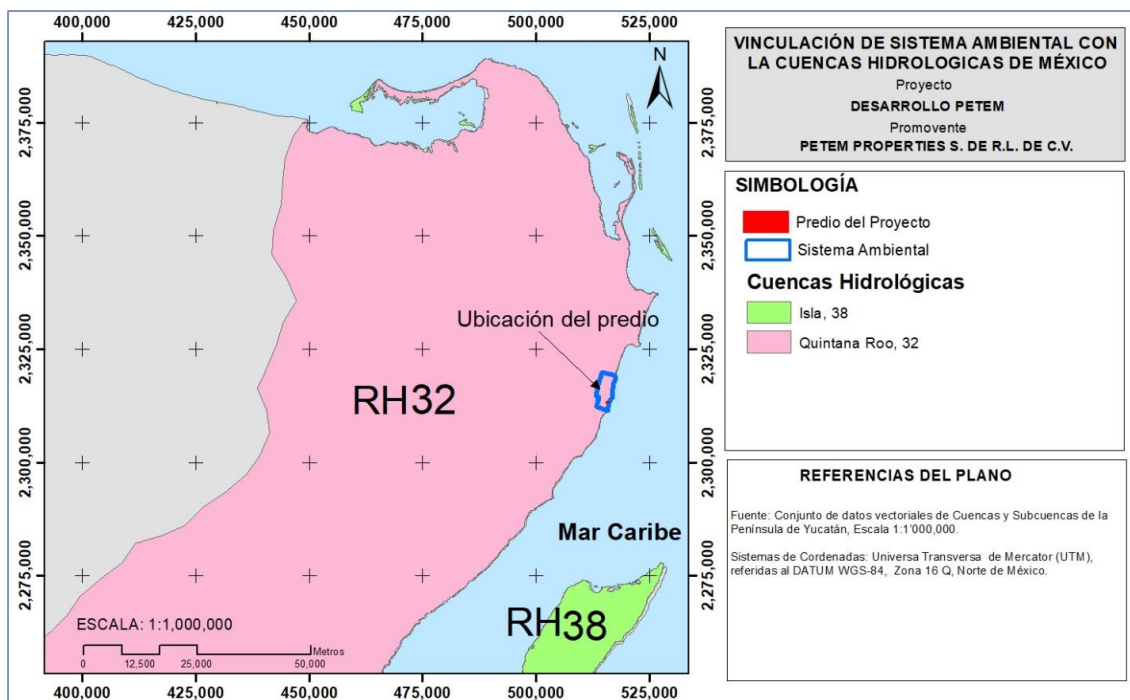 400,000 425,000 450,000 475,000 500,000 525,000
2,375,000
2,350,000
2,325,000
2,300,000
2,275,000
N
Ubicación del predio
RH32
Mar Caribe
RH38
ESCALA: 1:1,000,000
Metros
0 12,500 25,000 50,000
2,375,000
2,350,000
2,325,000
2,300,000
2,275,000
400,000 425,000 450,000 475,000 500,000 525,000
VINCULACIÓN DE SISTEMA AMBIENTAL CON
LA CUENCAS HIDROLOGICAS DE MÉXICO
Proyecto
DESARROLLO PETEM
Promovente
PETEM PROPERTIES S. DE R.L. DE C.V.
SIMBOLOGÍA
Predio del Proyecto
Sistema Ambiental
Cuencas Hidrológicas
Isla, 38
Quintana Roo, 32
REFERENCIAS DEL PLANO
Fuente: Conjunto de datos vectoriales de Cuencas y Subcuencas de la
Península de Yucatán, Escala 1:1'000,000.
Sistemas de Cordenadas: Universa Transversa de Mercator (UTM),
referidas al DATUM WGS-84, Zona 16 Q, Norte de México.